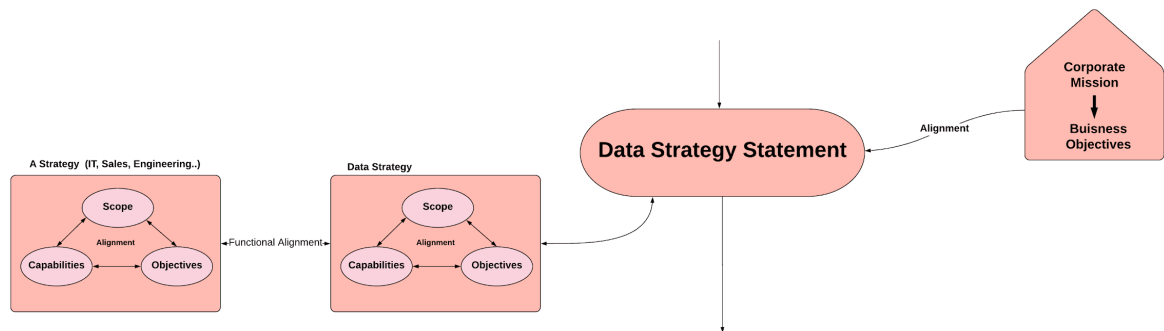 A Strategy (IT, Sales, Engineering..)
Scope
Alignment
Capabilities
Objectives
Functional Alignment
Data Strategy
Scope
Alignment
Capabilities
Objectives
Data Strategy Statement
Alignment
Corporate
Mission
Buisness
Objectives